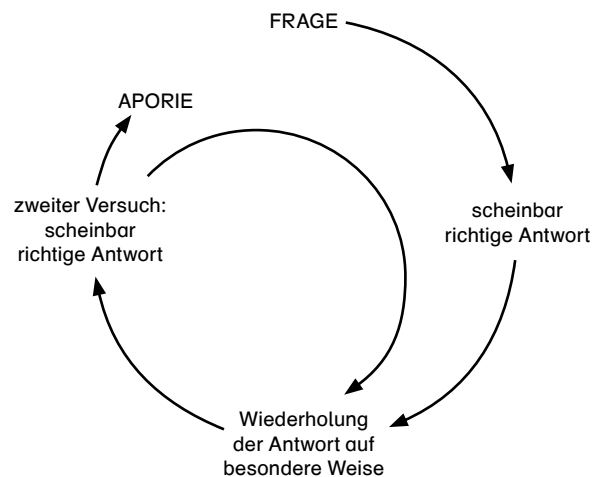 FRAGE
scheinbar
richtige Antwort
Wiederholung
der Antwort auf
besondere Weise
zweiter Versuch:
scheinbar
richtige Antwort
APORIE